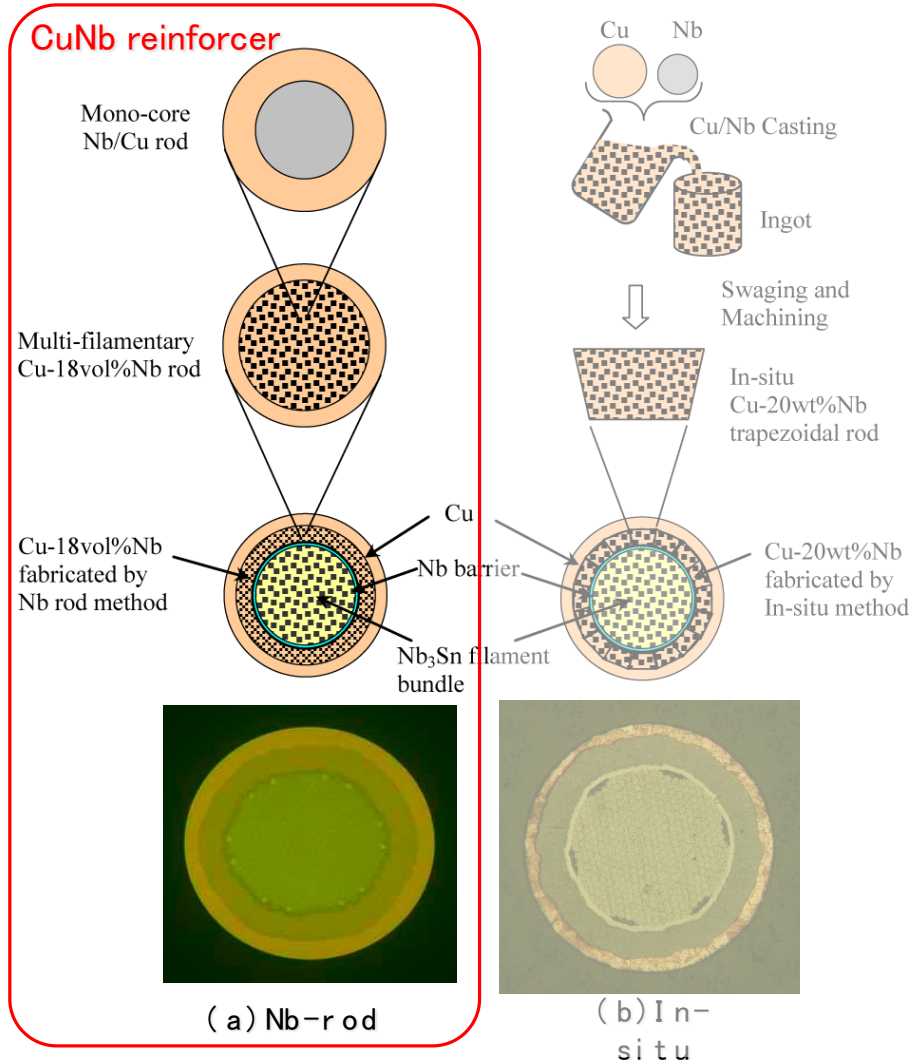 CuNb reinforcer
Mono-core
Nb/Cu rod
Multi-filamentary
Cu-18vol%Nb rod
Cu-18vol%Nb
fabricated by
Nb rod method
Cu
Nb barrier
Nb₃Sn filament
bundle
(a)Nb-rod
Cu
Nb
Cu/Nb Casting
Ingot
Swaging and
Machining
In-situ
Cu-20wt%Nb
trapezoidal rod
Cu-20wt%Nb
fabricated by
In-situ method
(b)In-
situ